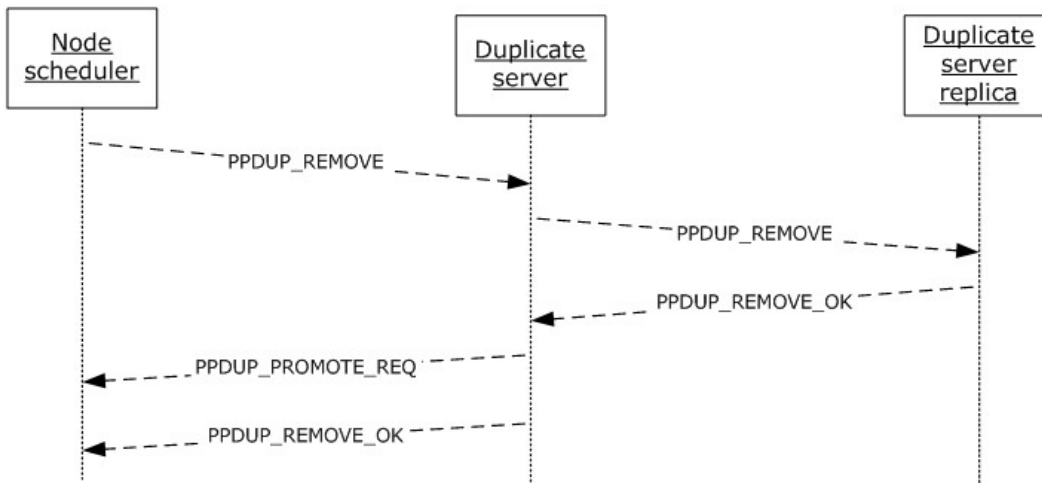 Node
scheduler
Duplicate
server
Duplicate
server
replica
PPDUP_REMOVE
PPDUP_REMOVE
PPDUP_REMOVE_OK
PPDUP_PROMOTE_REQ
PPDUP_REMOVE_OK